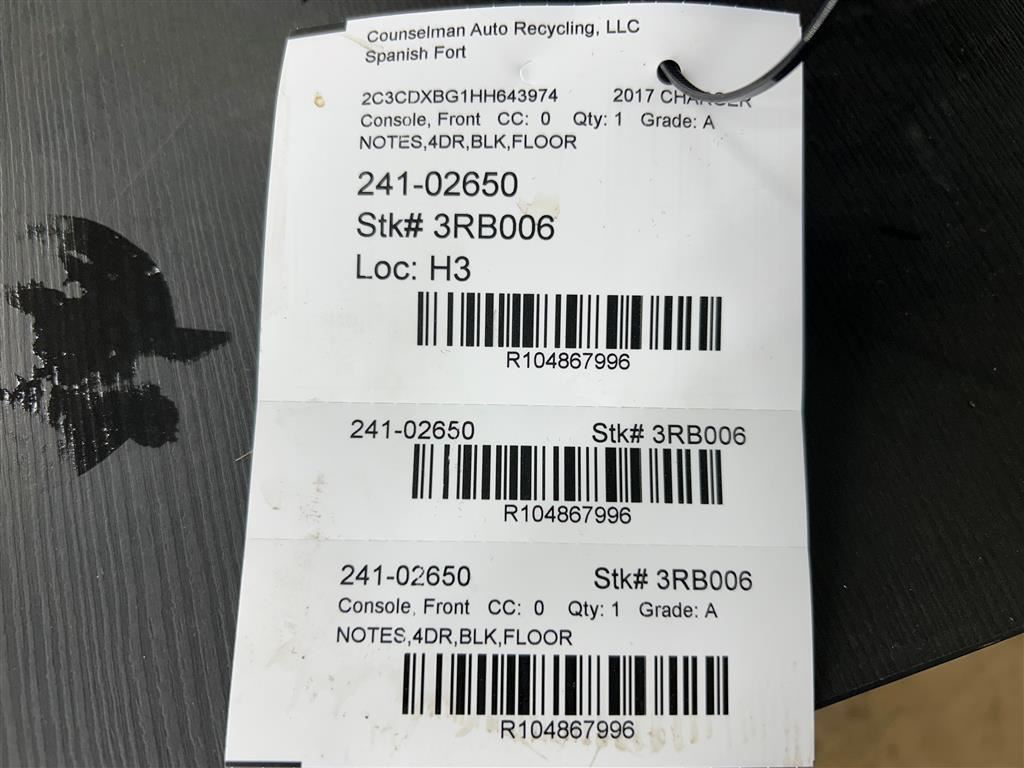 Counselman Auto Recycling, LLC
Spanish Fort
2C3CDXBG1HH643974 2017 CHARGER
Console, Front CC: 0 Qty: 1 Grade: A
NOTES,4DR,BLK,FLOOR
241-02650
Stk# 3RB006
Loc: H3
R104867996
241-02650 Stk# 3RB006
R104867996
241-02650 Stk# 3RB006
Console, Front CC: 0 Qty: 1 Grade: A
NOTES,4DR,BLK,FLOOR
R104867996